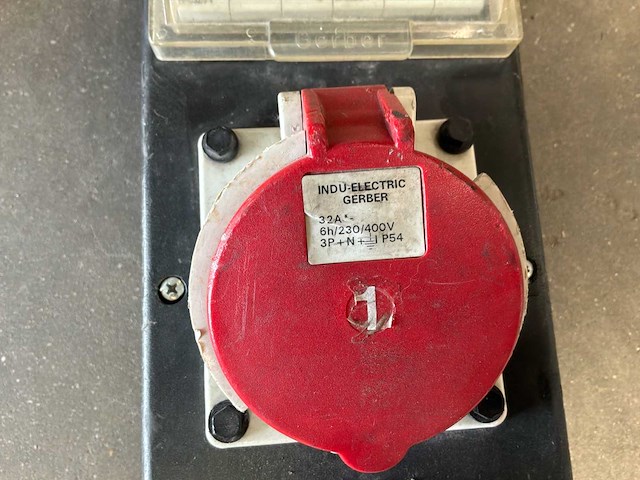 Gerber
INDU-ELECTRIC
GERBER
32A
6h/230/400V
3P+N+⏚ IP54
1